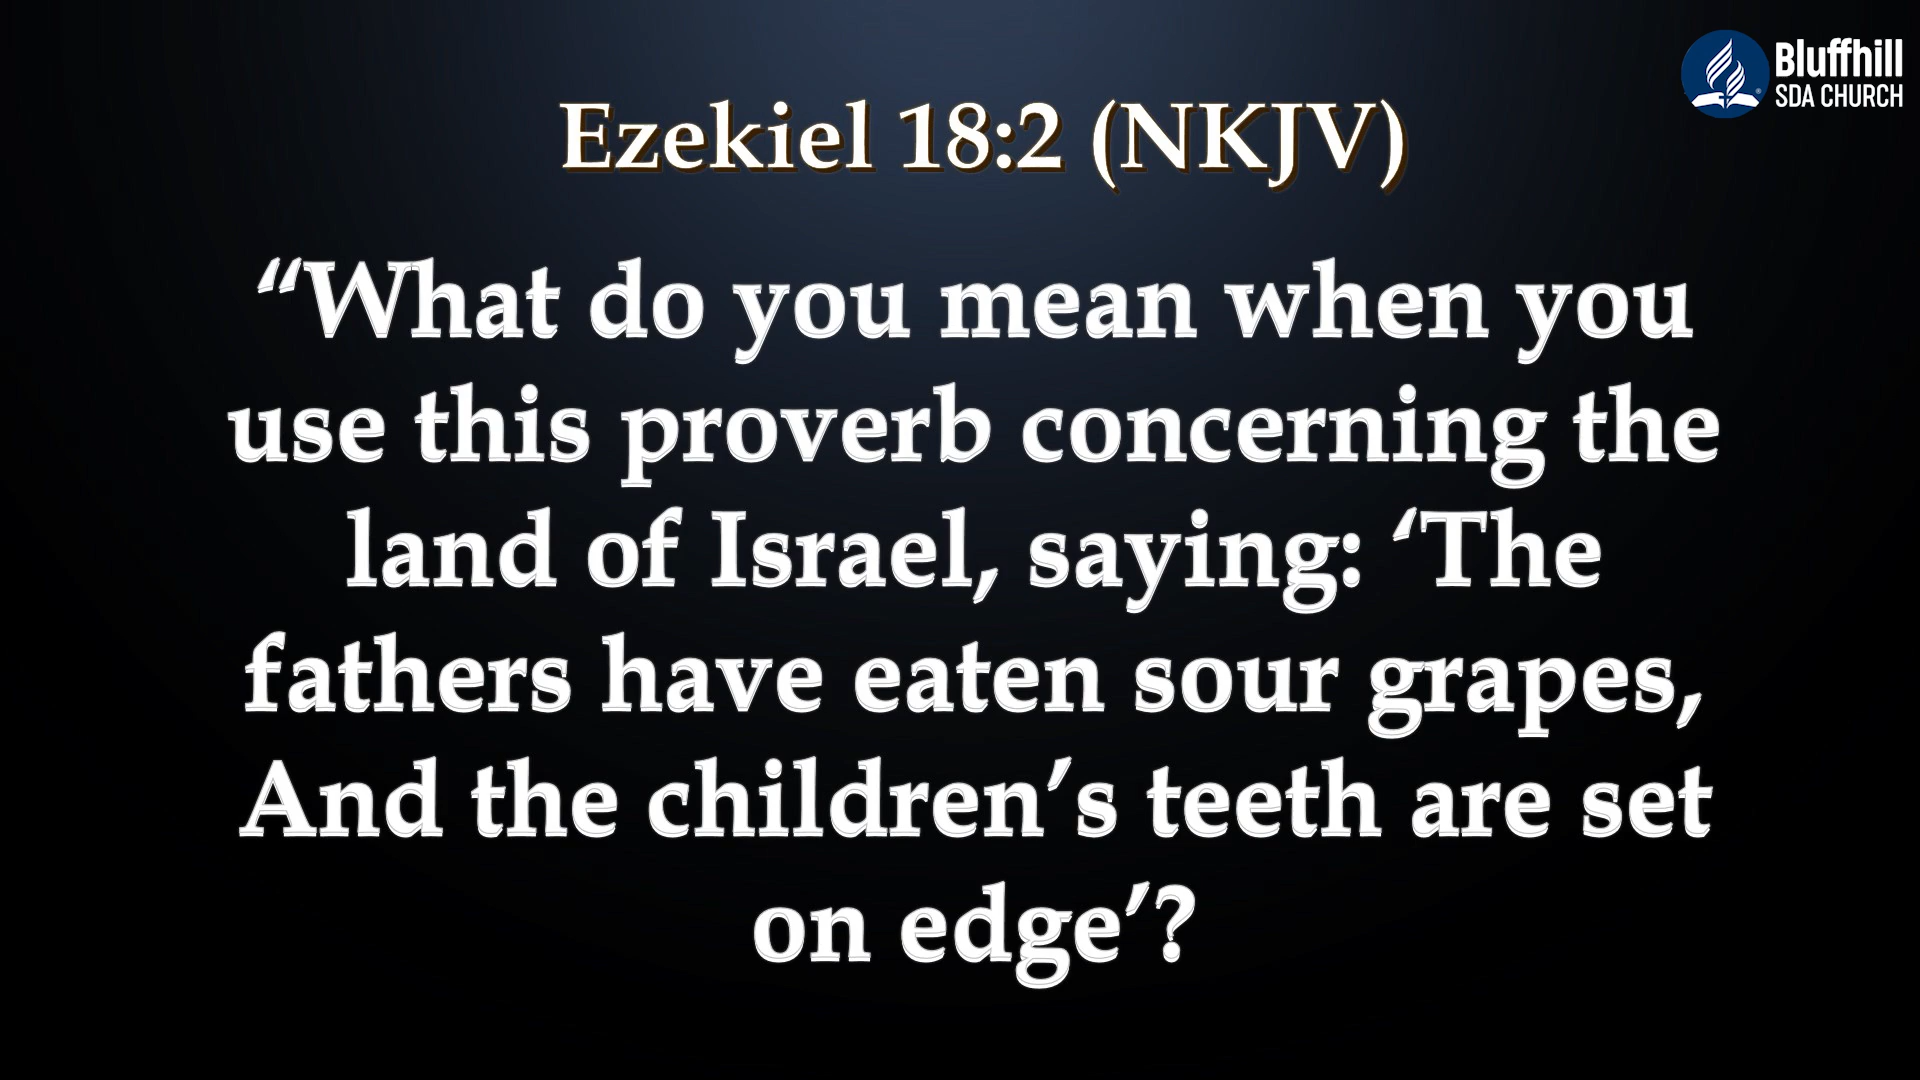 Bluffhill
SDA CHURCH
Ezekiel 18:2 (NKJV)
“What do you mean when you
use this proverb concerning the
land of Israel, saying: ‘The
fathers have eaten sour grapes,
And the children’s teeth are set
on edge’?